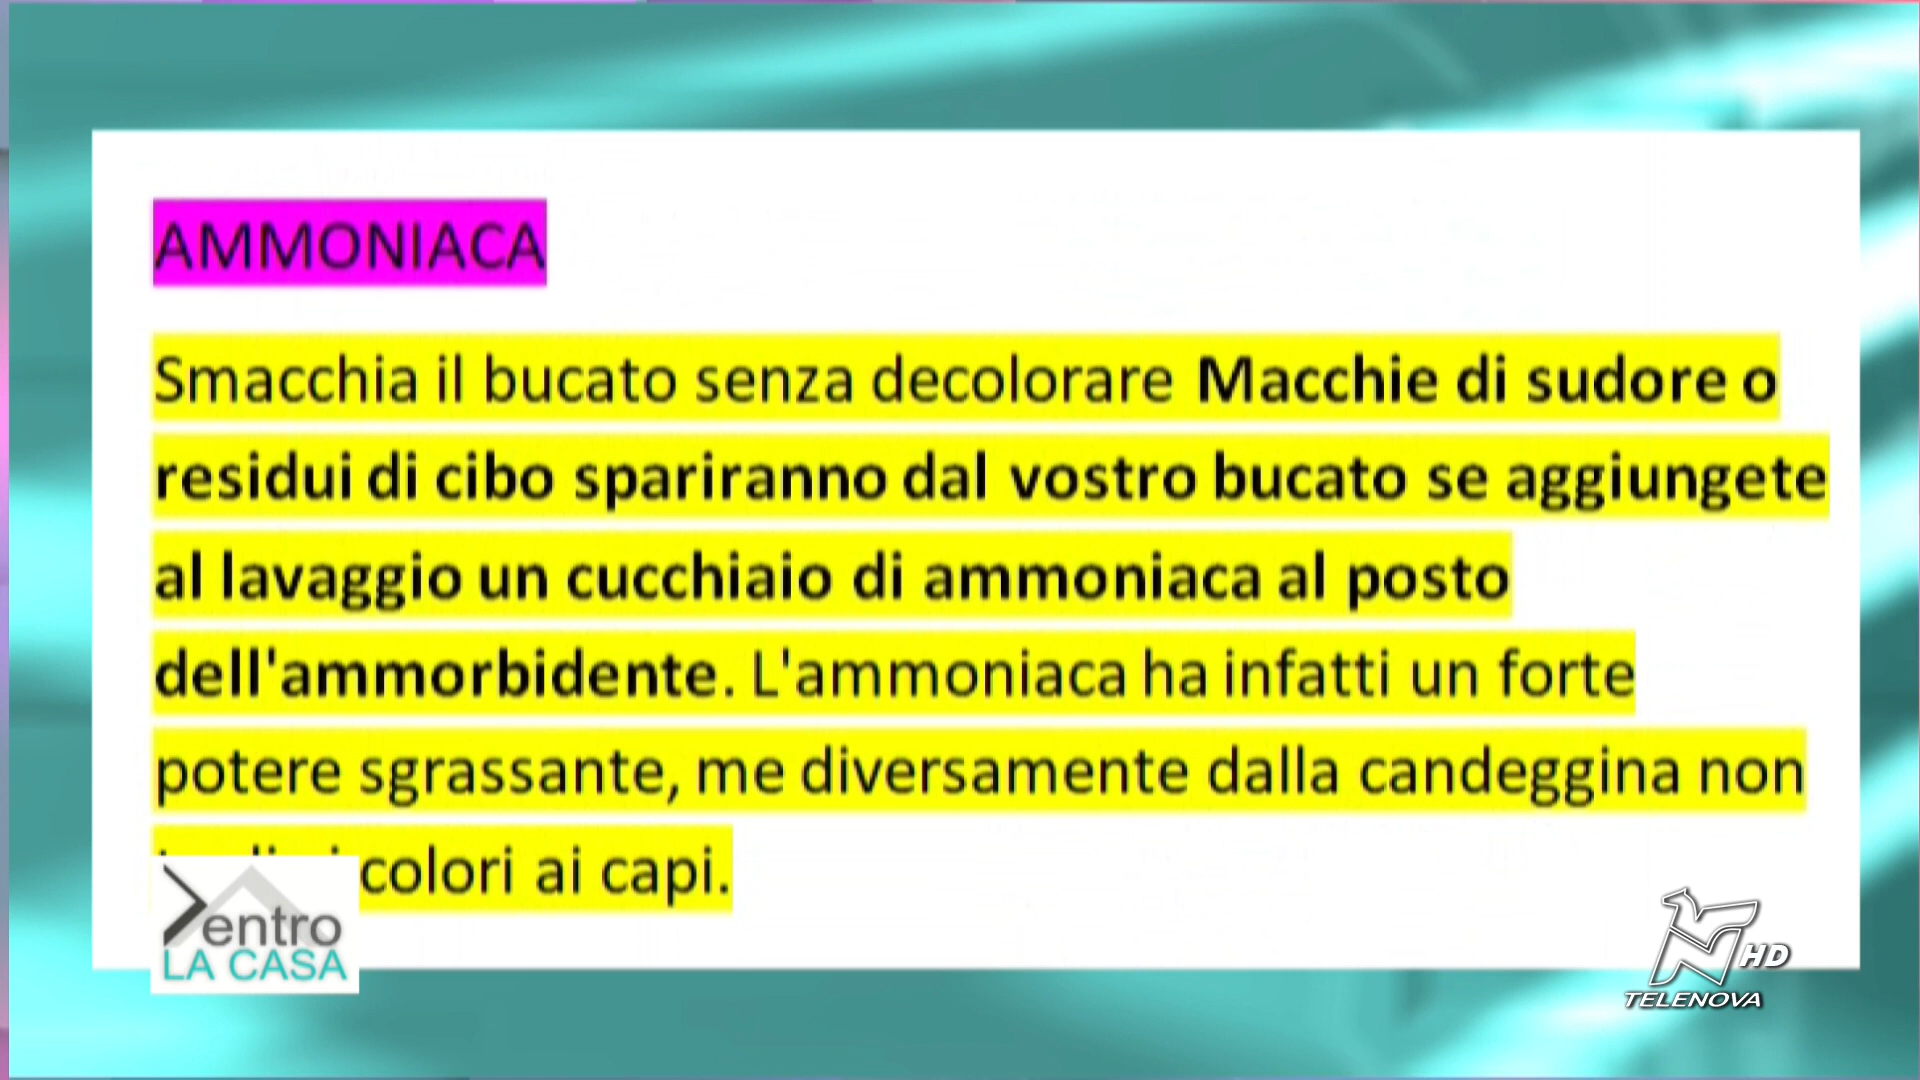 AMMONIACA
Smacchia il bucato senza decolorare Macchie di sudore o
residui di cibo spariranno dal vostro bucato se aggiungete
al lavaggio un cucchiaio di ammoniaca al posto
dell'ammorbidente. L'ammoniaca ha infatti un forte
potere sgrassante, me diversamente dalla candeggina non
colori ai capi.
Dentro
LA CASA
HD
TELENOVA